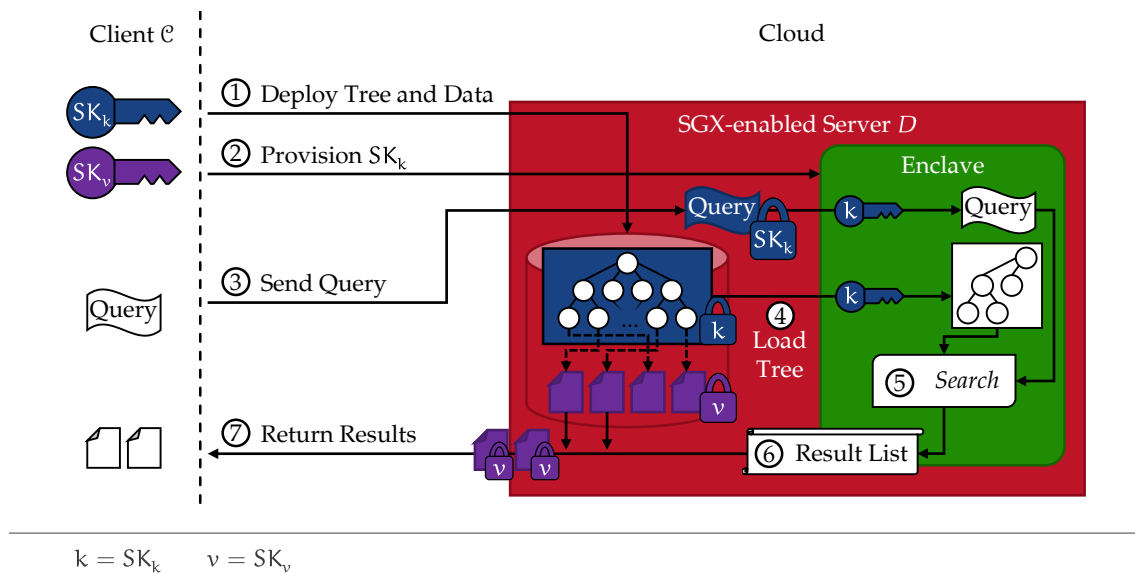 Client 𝒞
Cloud
SK_k
① Deploy Tree and Data
SGX-enabled Server D
SK_v
② Provision SK_k
Enclave
Query
SK_k
k
Query
③ Send Query
Query
k
④
Load
Tree
...
k
v
⑤ Search
⑦ Return Results
v
v
⑥ Result List
k = SK_k
v = SK_v